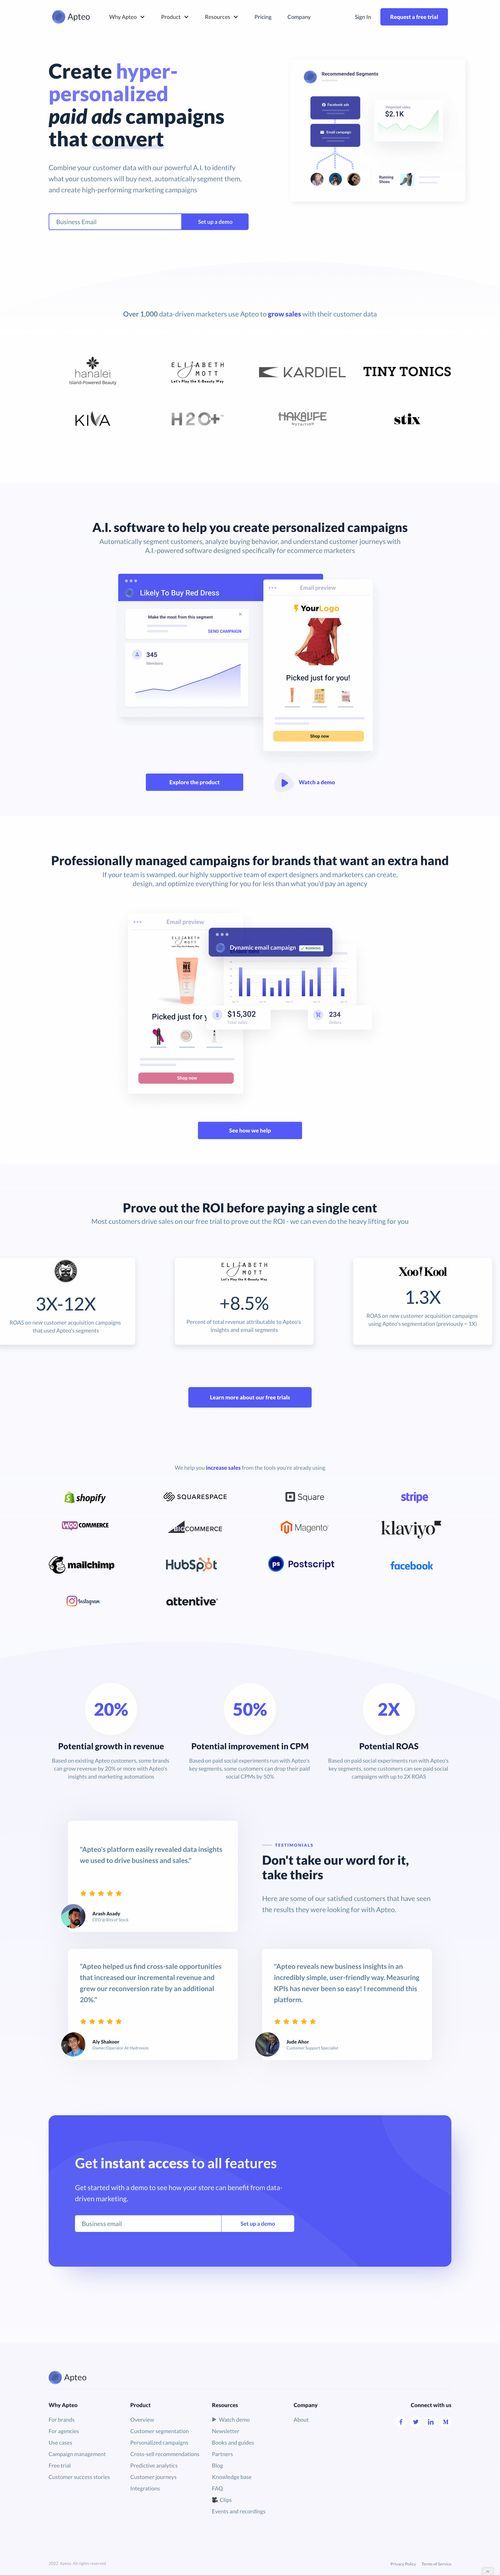 Apteo
Why Apteo
Product
Resources
Pricing
Company
Sign In
Request a free trial
Create hyper-
personalized
paid ads campaigns
that convert
Combine your customer data with our powerful A.I. to identify
what your customers will buy next, automatically segment them,
and create high-performing marketing campaigns
Business Email
Set up a demo
Recommended Segments
Facebook ads
Email campaign
Projected sales
$2.1K
Running
Shoes
Over 1,000 data-driven marketers use Apteo to grow sales with their customer data
hanalei
Island-Powered Beauty
ELIZABETH
MOTT
Let's Play the X-Beauty Way
KARDIEL
TINY TONICS
KIVA
H2O+
HAKALIFE
NUTRITION
stix
A.I. software to help you create personalized campaigns
Automatically segment customers, analyze buying behavior, and understand customer journeys with
A.I.-powered software designed specifically for ecommerce marketers
Likely To Buy Red Dress
Make the most from this segment
SEND CAMPAIGN
345
Members
Email preview
YourLogo
Picked just for you!
Shop now
Explore the product
Watch a demo
Professionally managed campaigns for brands that want an extra hand
If your team is swamped, our highly supportive team of expert designers and marketers can create,
design, and optimize everything for you for less than what you'd pay an agency
Email preview
ELIZABETH
MOTT
Let's Play the X-Beauty Way
Dynamic email campaign
RUNNING
Picked just for y
$15,302
Total sales
234
Orders
Shop now
See how we help
Prove out the ROI before paying a single cent
Most customers drive sales on our free trial to prove out the ROI - we can even do the heavy lifting for you
3X-12X
ROAS on new customer acquisition campaigns
that used Apteo's segments
ELIZABETH
MOTT
Let's Play the X-Beauty Way
+8.5%
Percent of total revenue attributable to Apteo's
insights and email segments
Xoo!Kool
1.3X
ROAS on new customer acquisition campaigns
using Apteo's segmentation (previously < 1X)
Learn more about our free trials
We help you increase sales from the tools you're already using
shopify
SQUARESPACE
Square
stripe
WOO COMMERCE
BIGCOMMERCE
Magento
klaviyo
mailchimp
HubSpot
ps Postscript
facebook
Instagram
attentive
20%
Potential growth in revenue
Based on existing Apteo customers, some brands
can grow revenue by 20% or more with Apteo's
insights and marketing automations
50%
Potential improvement in CPM
Based on paid social experiments run with Apteo's
key segments, some customers can drop their paid
social CPMs by 50%
2X
Potential ROAS
Based on paid social experiments run with Apteo's
key segments, some customers can see paid social
campaigns with up to 2X ROAS
"Apteo's platform easily revealed data insights
we used to drive business and sales."
Arash Asady
TESTIMONIALS
Don't take our word for it,
take theirs
Here are some of our satisfied customers that have seen
the results they were looking for with Apteo.
"Apteo helped us find cross-sale opportunities
that increased our incremental revenue and
grew our reconversion rate by an additional
20%."
Aly Shakoor
Owner/Operator At Hydroxsis
"Apteo reveals new business insights in an
incredibly simple, user-friendly way. Measuring
KPIs has never been so easy! I recommend this
platform.
Jude Ahor
Customer Support Specialist
Get instant access to all features
Get started with a demo to see how your store can benefit from data-
driven marketing.
Business email
Set up a demo
Apteo
Why Apteo
For brands
For agencies
Use cases
Campaign management
Free trial
Customer success stories
Product
Overview
Customer segmentation
Personalized campaigns
Cross-sell recommendations
Predictive analytics
Customer journeys
Integrations
Resources
Watch demo
Newsletter
Books and guides
Partners
Blog
Knowledge base
FAQ
Clips
Events and recordings
Company
About
Connect with us
2022 Apteo. All rights reserved
Privacy Policy
Terms of Service